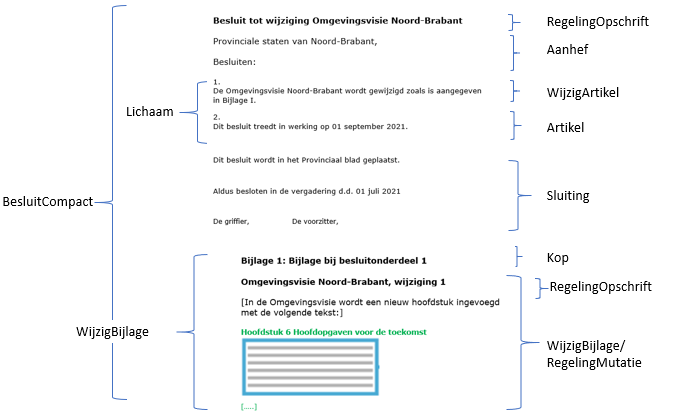 Besluit tot wijziging Omgevingsvisie Noord-Brabant
RegelingOpschrift
Provinciale staten van Noord-Brabant,
Aanhef
Besluiten:
1.
De Omgevingsvisie Noord-Brabant wordt gewijzigd zoals is aangegeven
in Bijlage I.
WijzigArtikel
Lichaam
2.
Dit besluit treedt in werking op 01 september 2021.
Artikel
Dit besluit wordt in het Provinciaal blad geplaatst.
Aldus besloten in de vergadering d.d. 01 juli 2021
Sluiting
BesluitCompact
De griffier, De voorzitter,
Bijlage 1: Bijlage bij besluitonderdeel 1
Kop
Omgevingsvisie Noord-Brabant, wijziging 1
RegelingOpschrift
[In de Omgevingsvisie wordt een nieuw hoofdstuk ingevoegd
met de volgende tekst:]
WijzigBijlage
Hoofdstuk 6 Hoofdopgaven voor de toekomst
WijzigBijlage/
RegelingMutatie
[.....]